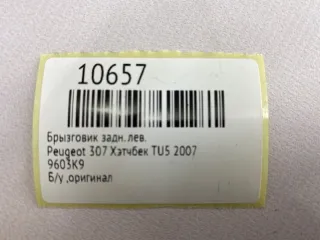 10657
Брызговик задн.лев.
Peugeot 307 Хэтчбек TU5 2007
9603K9
Б/у ,оригинал